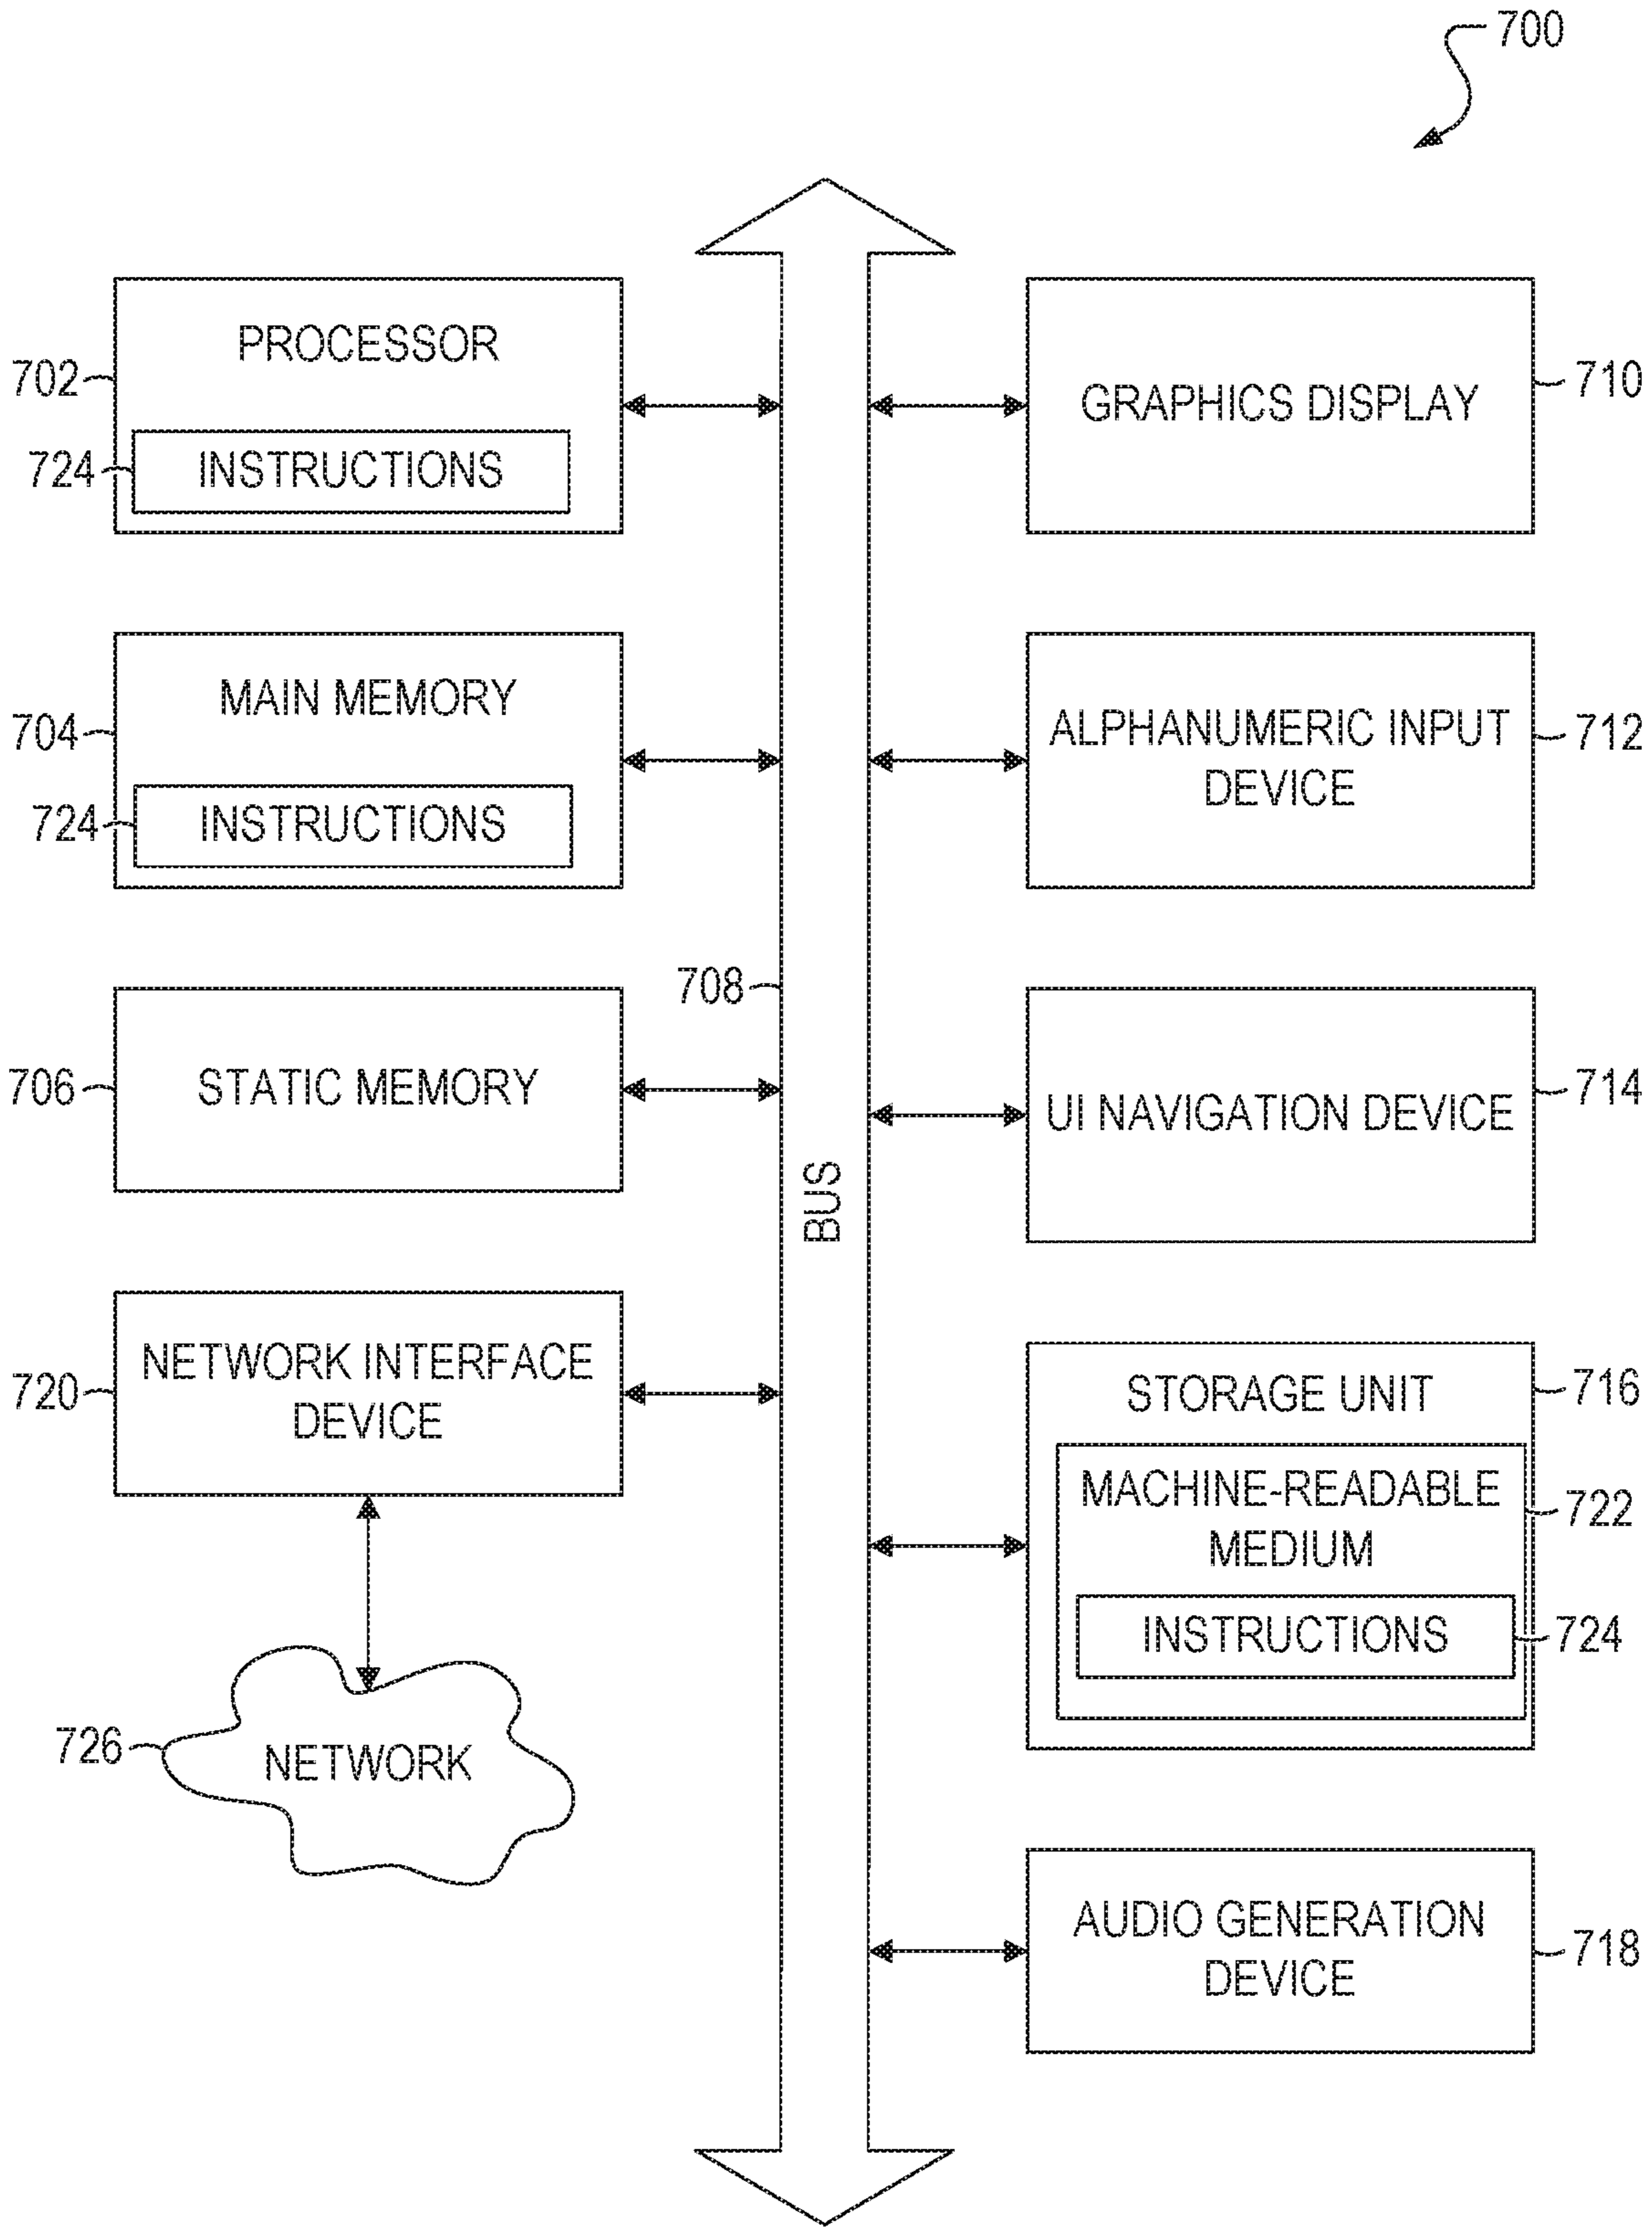 700
PROCESSOR
702
724
INSTRUCTIONS
MAIN MEMORY
704
724
INSTRUCTIONS
708
706
STATIC MEMORY
BUS
NETWORK INTERFACE
DEVICE
720
726
NETWORK
GRAPHICS DISPLAY
710
ALPHANUMERIC INPUT
DEVICE
712
UI NAVIGATION DEVICE
714
STORAGE UNIT
716
MACHINE-READABLE
MEDIUM
722
INSTRUCTIONS
724
AUDIO GENERATION
DEVICE
718